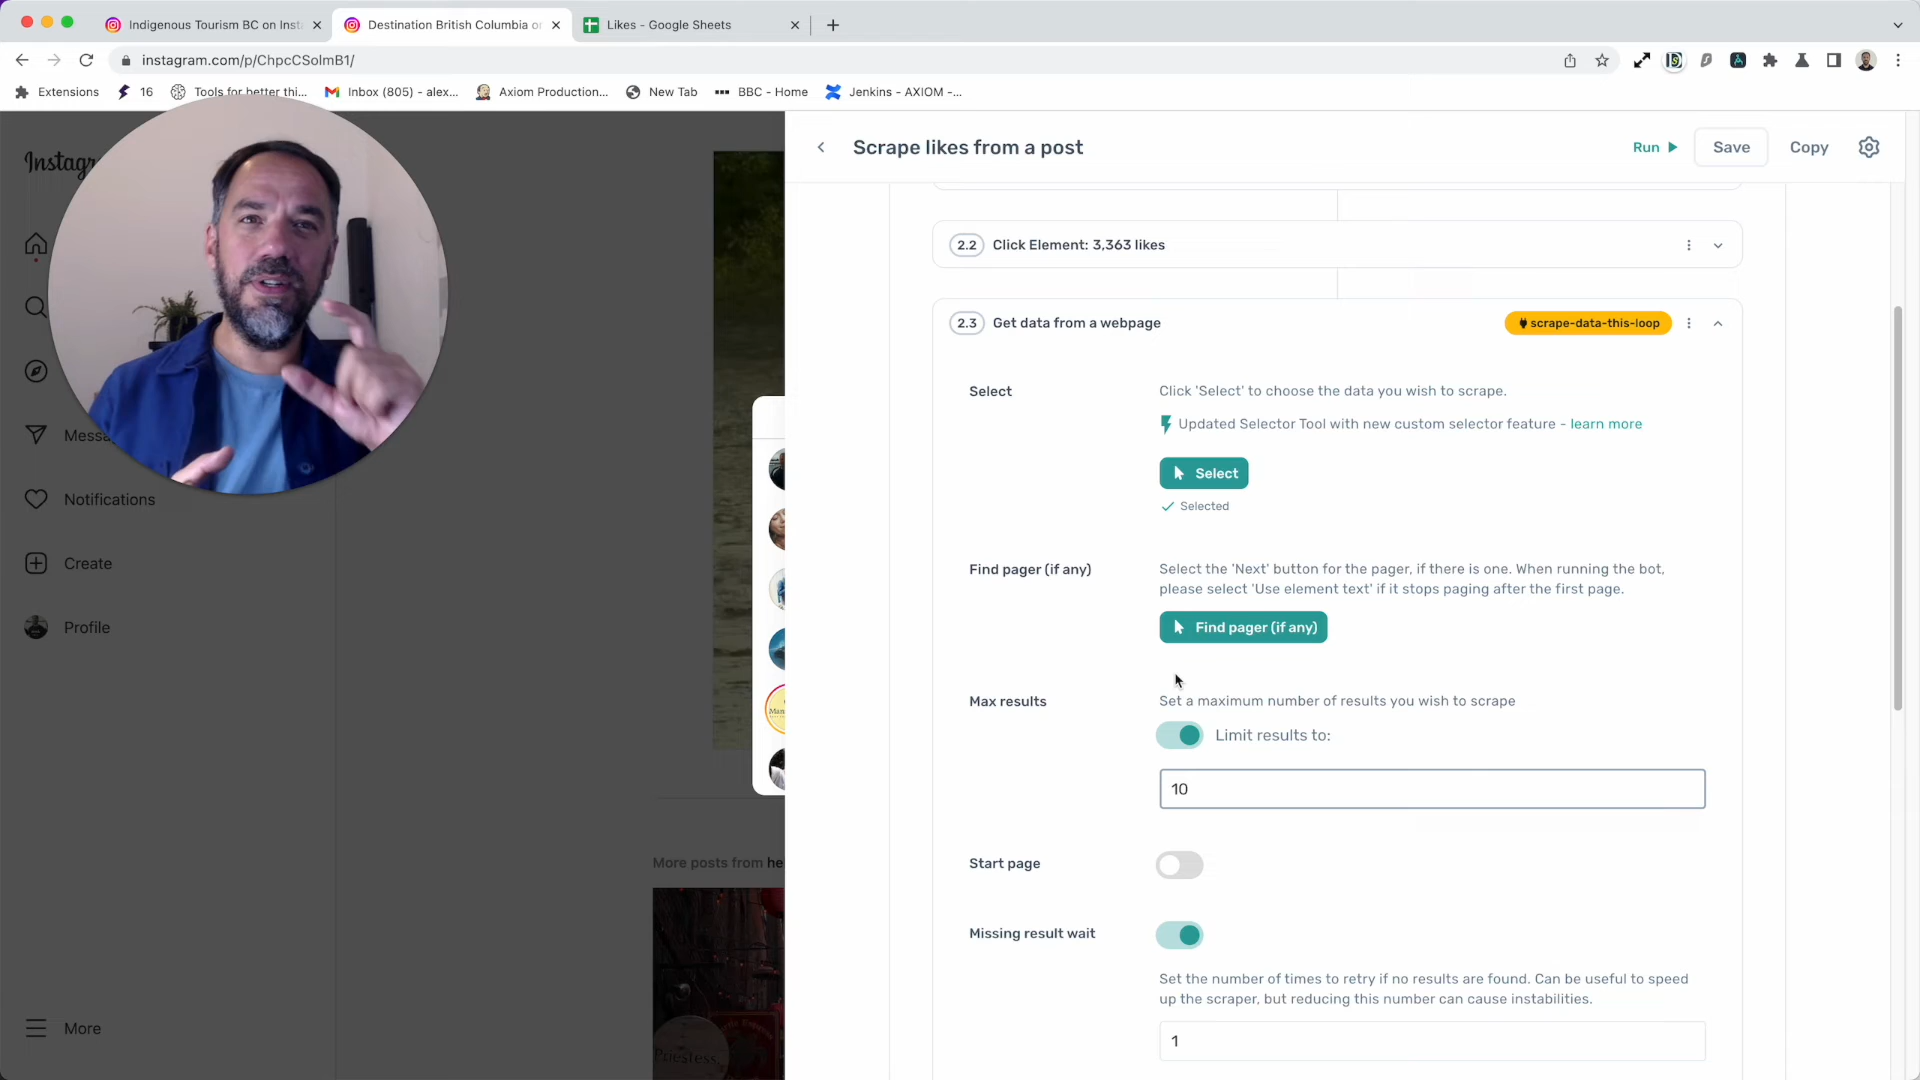 Indigenous Tourism BC on Inst
Destination British Columbia o
Likes - Google Sheets
instagram.com/p/ChpcCSolmB1/
Extensions
16
Tools for better thi...
Inbox (805) - alex...
Axiom Production...
New Tab
BBC - Home
Jenkins - AXIOM -...
Scrape likes from a post
Run
Save
Copy
2.2 Click Element: 3,363 likes
2.3 Get data from a webpage
scrape-data-this-loop
Select
Click 'Select' to choose the data you wish to scrape.
Updated Selector Tool with new custom selector feature - learn more
Select
Selected
Find pager (if any)
Select the 'Next' button for the pager, if there is one. When running the bot,
please select 'Use element text' if it stops paging after the first page.
Find pager (if any)
Max results
Set a maximum number of results you wish to scrape
Limit results to:
10
Start page
Missing result wait
Set the number of times to retry if no results are found. Can be useful to speed
up the scraper, but reducing this number can cause instabilities.
1
Instag
Messa
Notifications
Create
Profile
More
More posts from he
Priestess